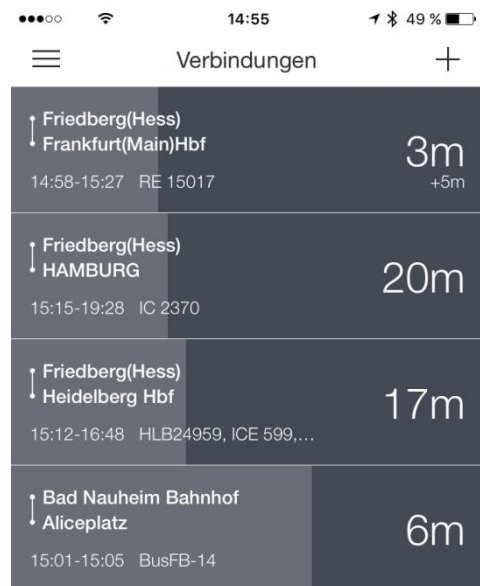 14:55
49 %
Verbindungen
Friedberg(Hess)
Frankfurt(Main)Hbf
3m
14:58-15:27 RE 15017
+5m
Friedberg(Hess)
HAMBURG
20m
15:15-19:28 IC 2370
Friedberg(Hess)
Heidelberg Hbf
17m
15:12-16:48 HLB24959, ICE 599,...
Bad Nauheim Bahnhof
Aliceplatz
6m
15:01-15:05 BusFB-14